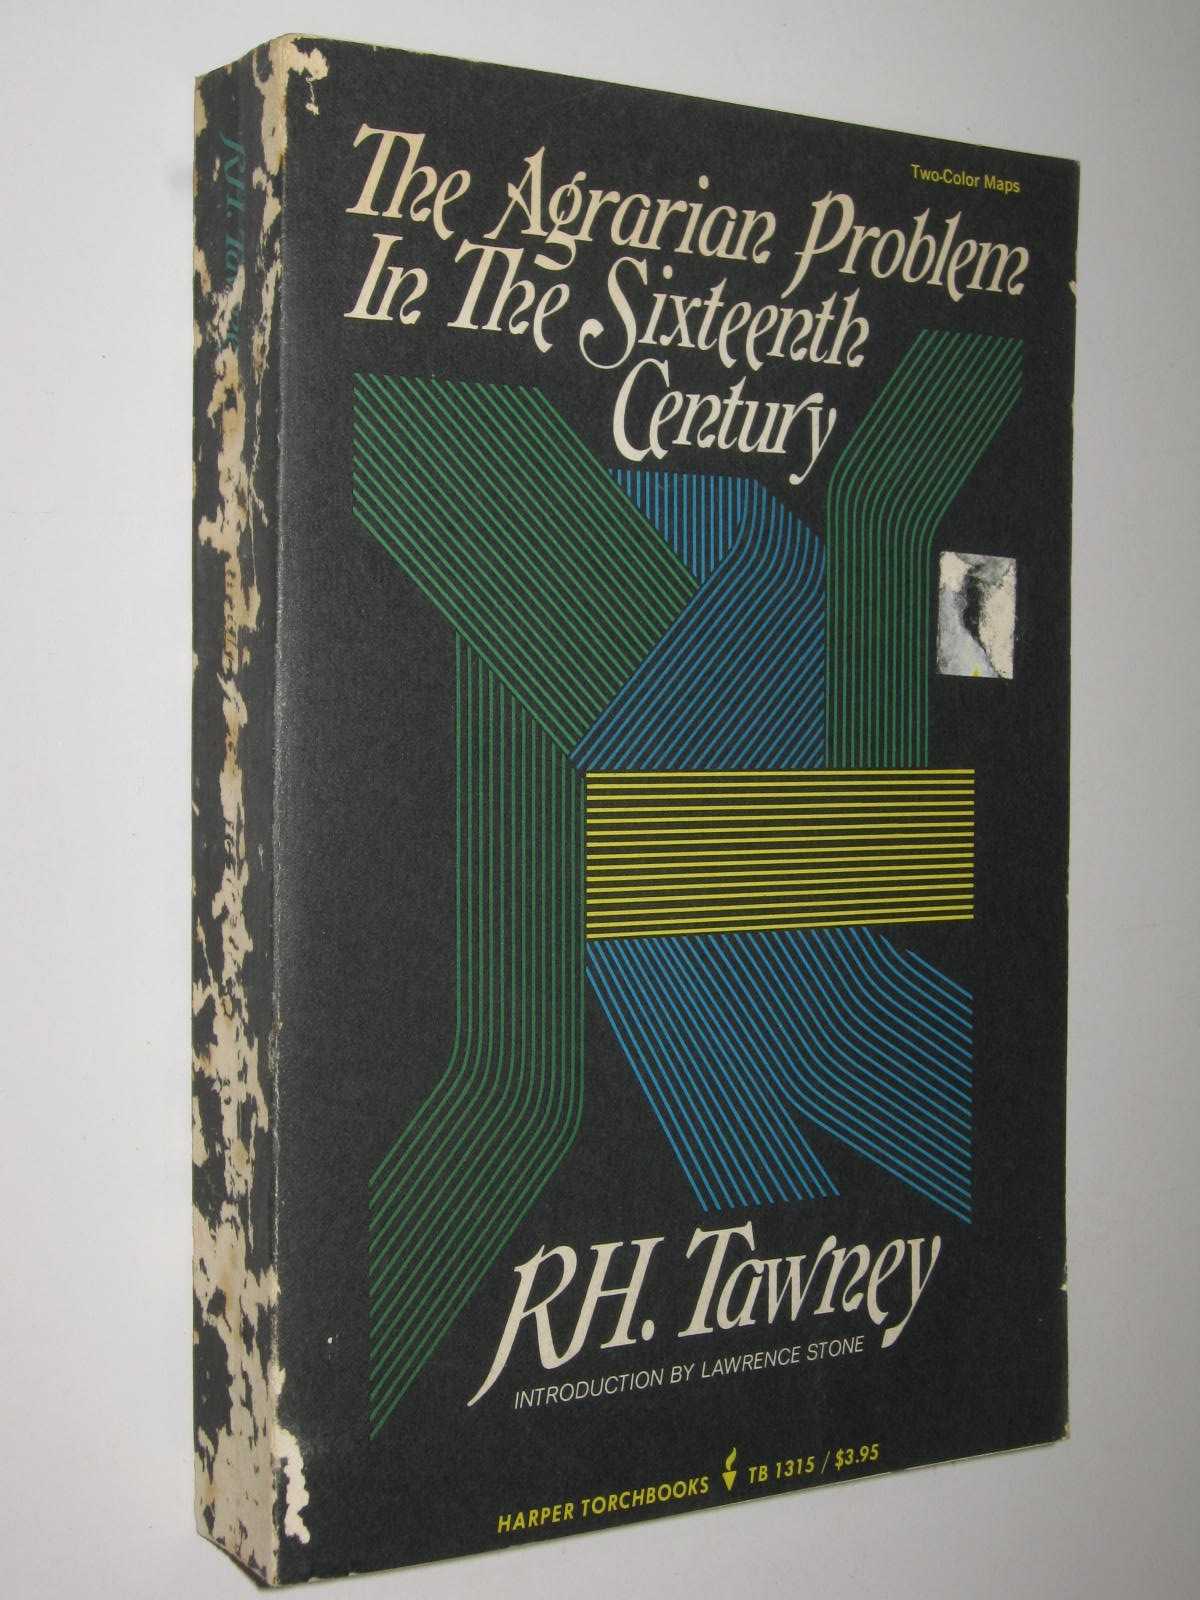 Two-Color Maps
The Agrarian Problem
In The Sixteenth
Century
RH. Tawney
INTRODUCTION BY LAWRENCE STONE
HARPER TORCHBOOKS TB 1315 / $3.95